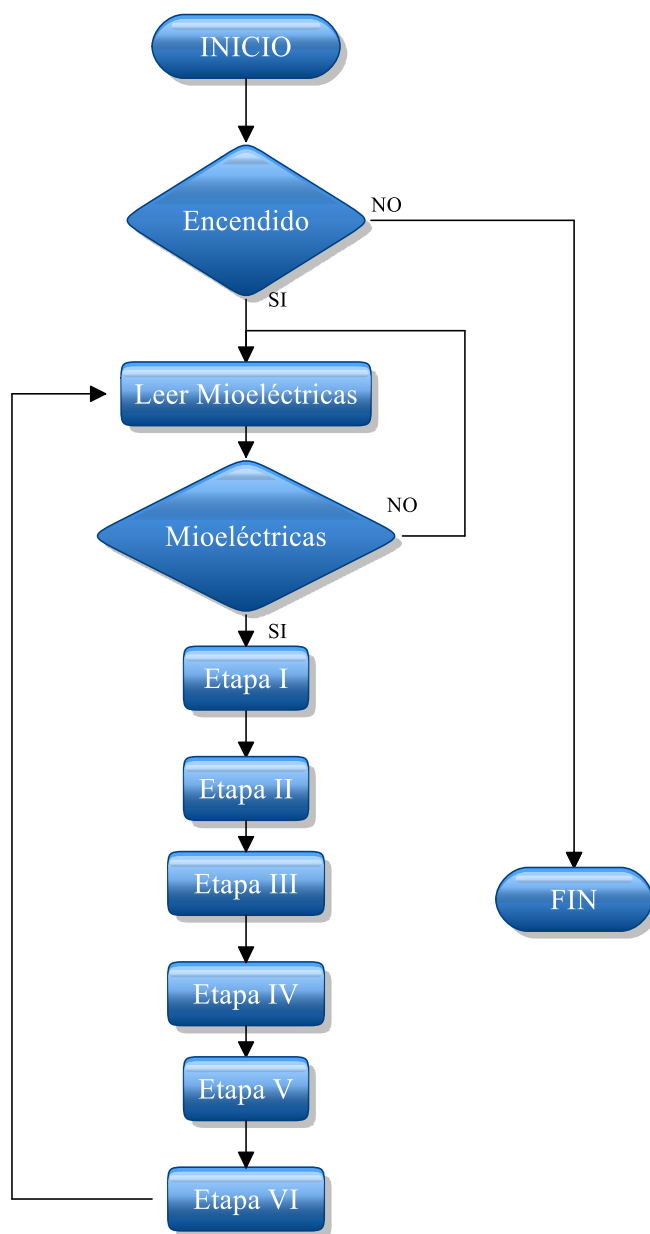 INICIO
Encendido
NO
SI
Leer Mioeléctricas
Mioeléctricas
NO
SI
Etapa I
Etapa II
Etapa III
FIN
Etapa IV
Etapa V
Etapa VI